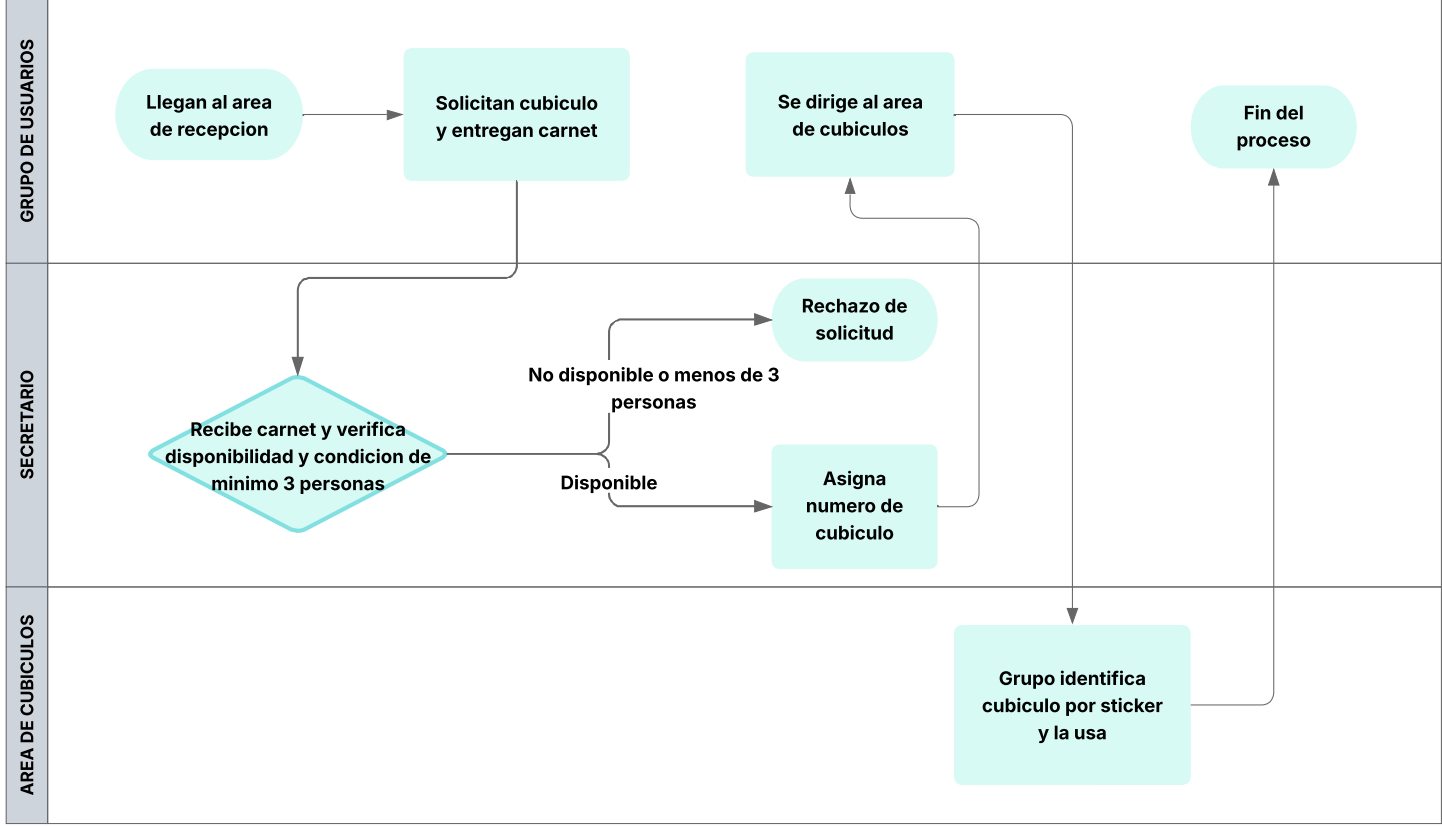 GRUPO DE USUARIOS
Llegan al area
de recepcion
Solicitan cubiculo
y entregan carnet
Se dirige al area
de cubiculos
Fin del
proceso
SECRETARIO
Recibe carnet y verifica
disponibilidad y condicion de
minimo 3 personas
No disponible o menos de 3
personas
Disponible
Rechazo de
solicitud
Asigna
numero de
cubiculo
AREA DE CUBICULOS
Grupo identifica
cubiculo por sticker
y la usa